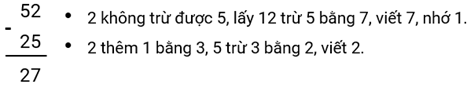 52 • 2 không trừ được 5, lấy 12 trừ 5 bằng 7, viết 7, nhớ 1.
-
25 • 2 thêm 1 bằng 3, 5 trừ 3 bằng 2, viết 2.
27